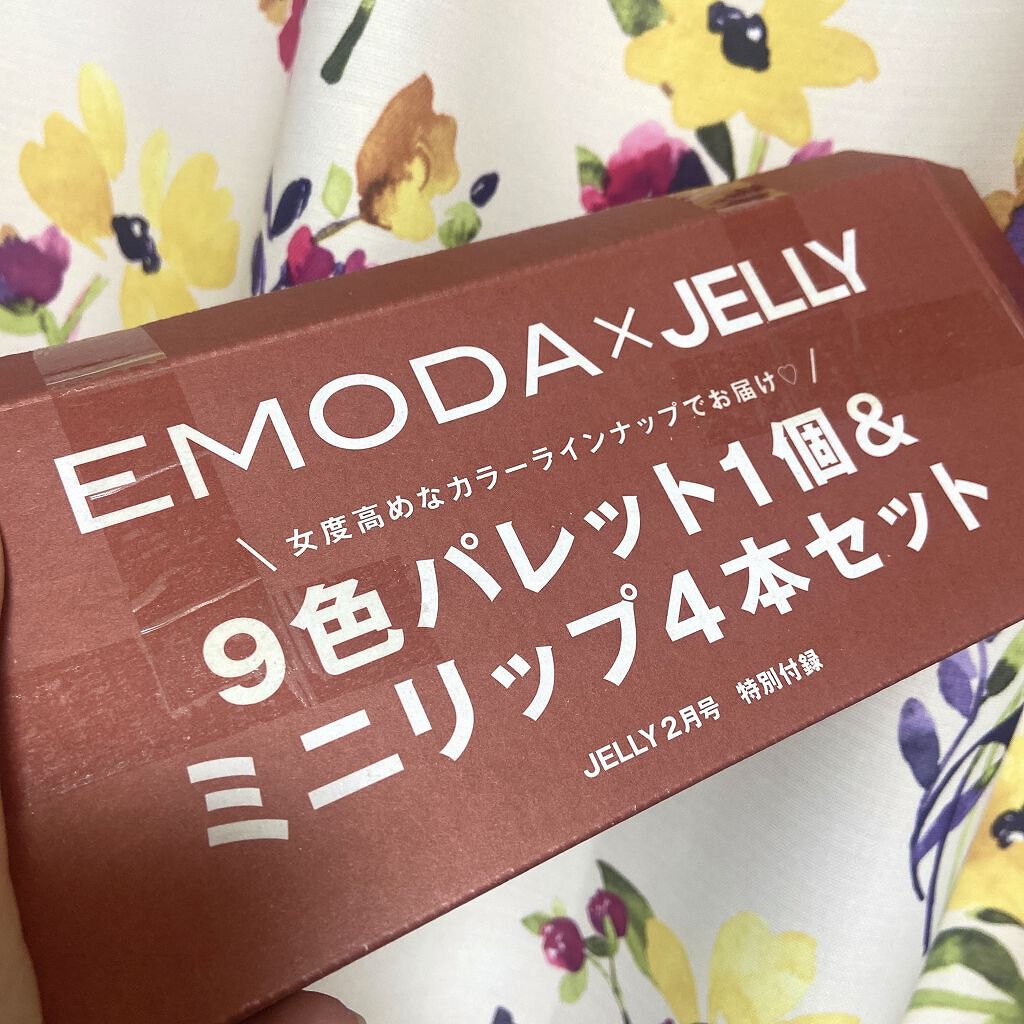 EMODA×JELLY
\ 女度高めなカラーラインナップでお届け♡ /
9色パレット1個&
ミニリップ4本セット
JELLY 2月号 特別付録